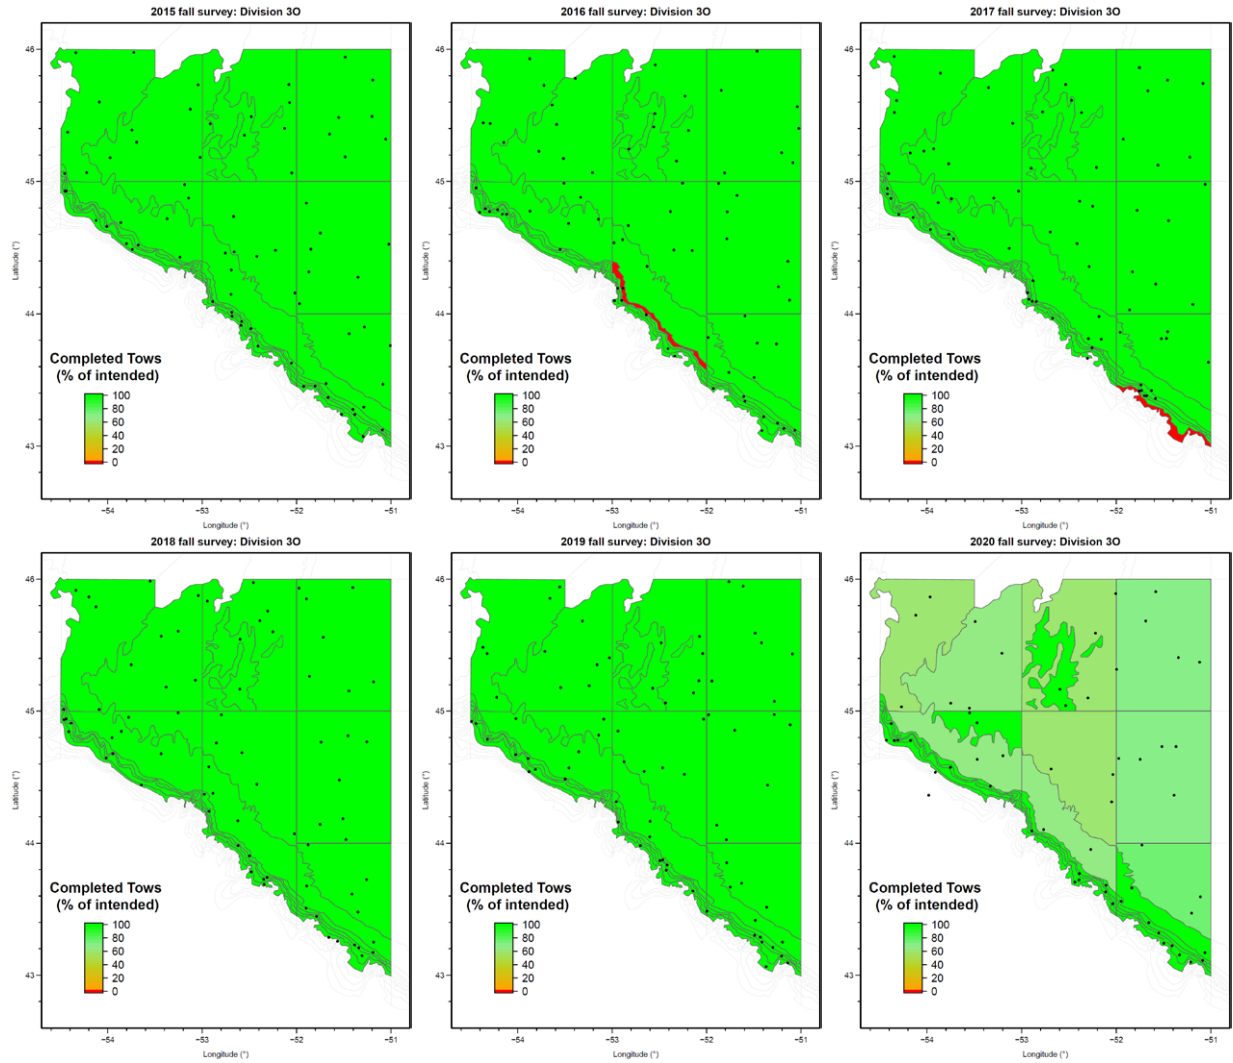 2015 fall survey: Division 3O
46
45
44
43
Latitude (°)
Completed Tows
(% of intended)
100
80
60
40
20
0
−54
−53
−52
−51
Longitude (°)
2016 fall survey: Division 3O
46
45
44
43
Latitude (°)
Completed Tows
(% of intended)
100
80
60
40
20
0
−54
−53
−52
−51
Longitude (°)
2017 fall survey: Division 3O
46
45
44
43
Latitude (°)
Completed Tows
(% of intended)
100
80
60
40
20
0
−54
−53
−52
−51
Longitude (°)
2018 fall survey: Division 3O
46
45
44
43
Latitude (°)
Completed Tows
(% of intended)
100
80
60
40
20
0
−54
−53
−52
−51
Longitude (°)
2019 fall survey: Division 3O
46
45
44
43
Latitude (°)
Completed Tows
(% of intended)
100
80
60
40
20
0
−54
−53
−52
−51
Longitude (°)
2020 fall survey: Division 3O
46
45
44
43
Latitude (°)
Completed Tows
(% of intended)
100
80
60
40
20
0
−54
−53
−52
−51
Longitude (°)